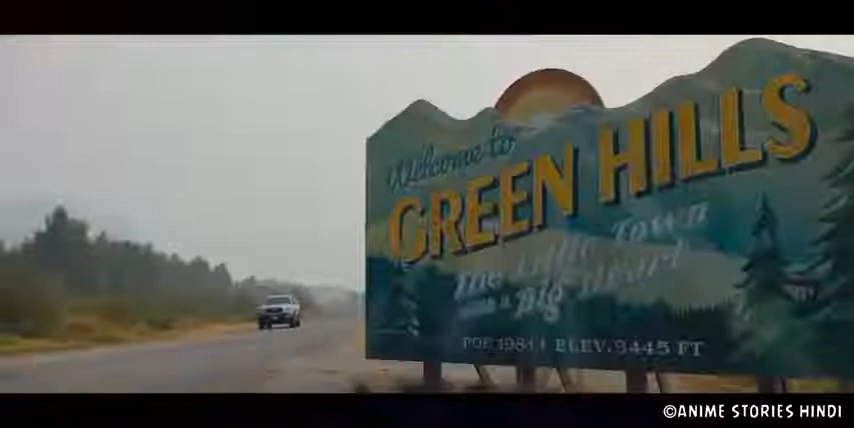 Welcome to
GREEN HILLS
The Little Town
with a Big Heart
POP. 1984 ELEV. 9445 FT
©ANIME STORIES HINDI